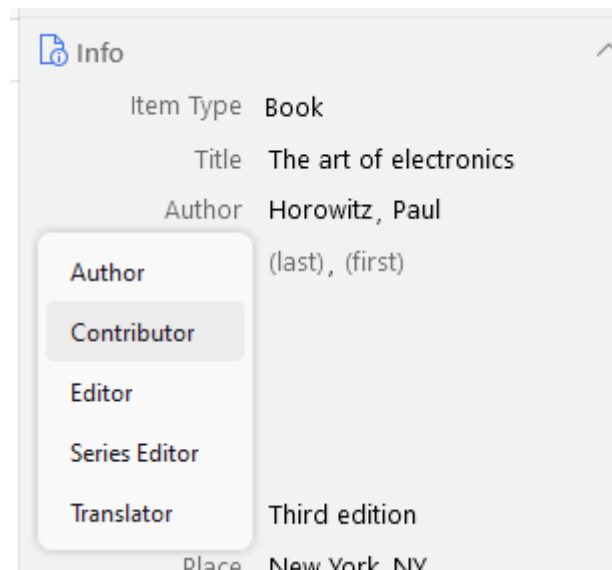 Info
Item Type Book
Title The art of electronics
Author Horowitz, Paul
Author (last), (first)
Contributor
Editor
Series Editor
Translator Third edition
Place New York, NY